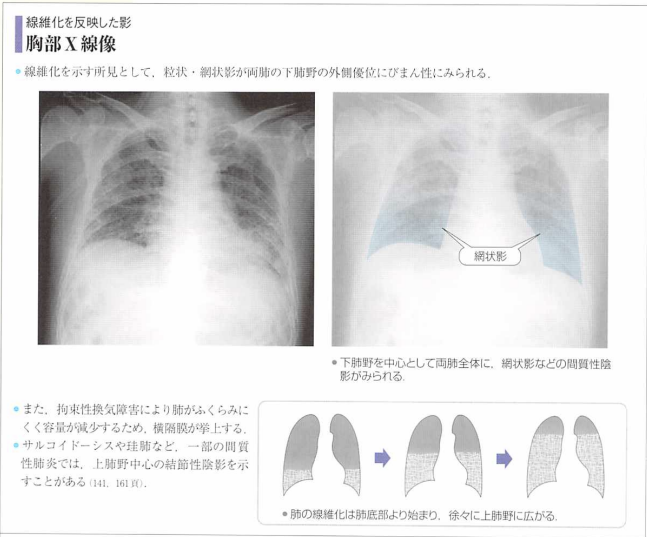 線維化を反映した影
胸部X線像
● 線維化を示す所見として，粒状・網状影が両肺の下肺野の外側優位にびまん性にみられる．
網状影
● 下肺野を中心として両肺全体に，網状影などの間質性陰
影がみられる．
● また，拘束性換気障害により肺がふくらみに
くく容量が減少するため，横隔膜が挙上する．
● サルコイドーシスや珪肺など，一部の間質
性肺炎では，上肺野中心の結節性陰影を示
すことがある（141，161頁）．
● 肺の線維化は肺底部より始まり，徐々に上肺野に広がる．